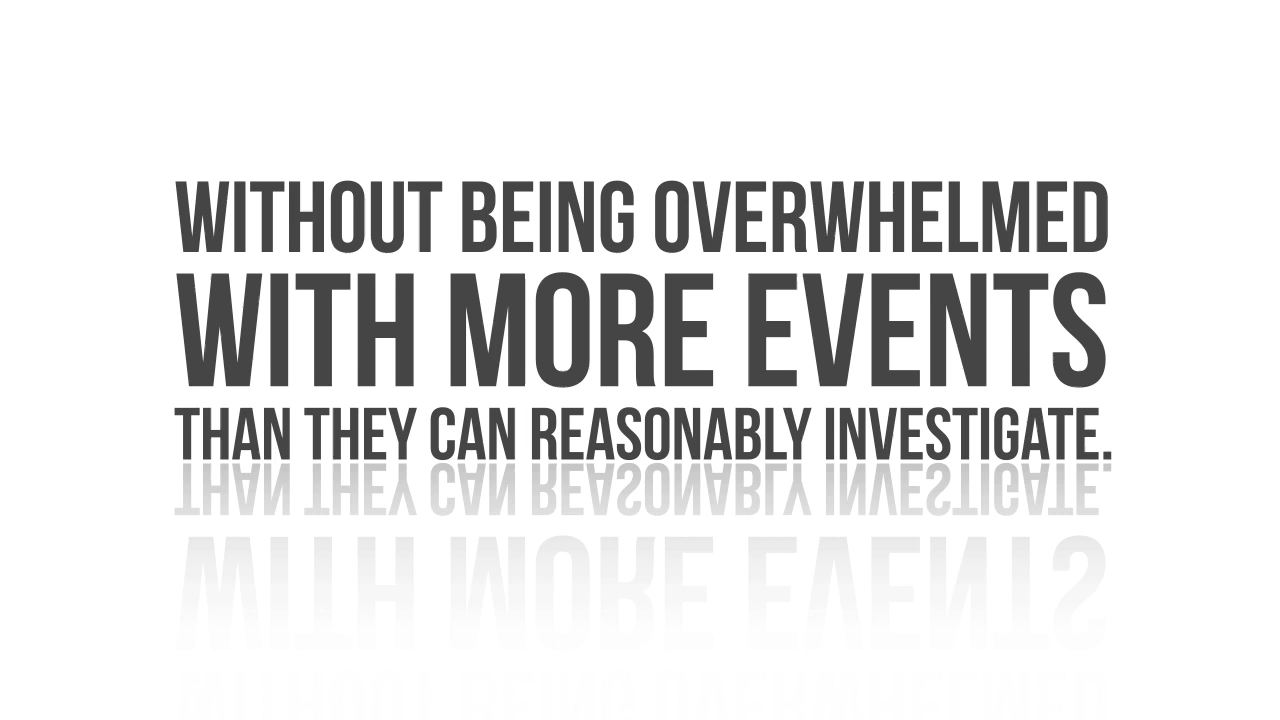 WITHOUT BEING OVERWHELMED
WITH MORE EVENTS
THAN THEY CAN REASONABLY INVESTIGATE.